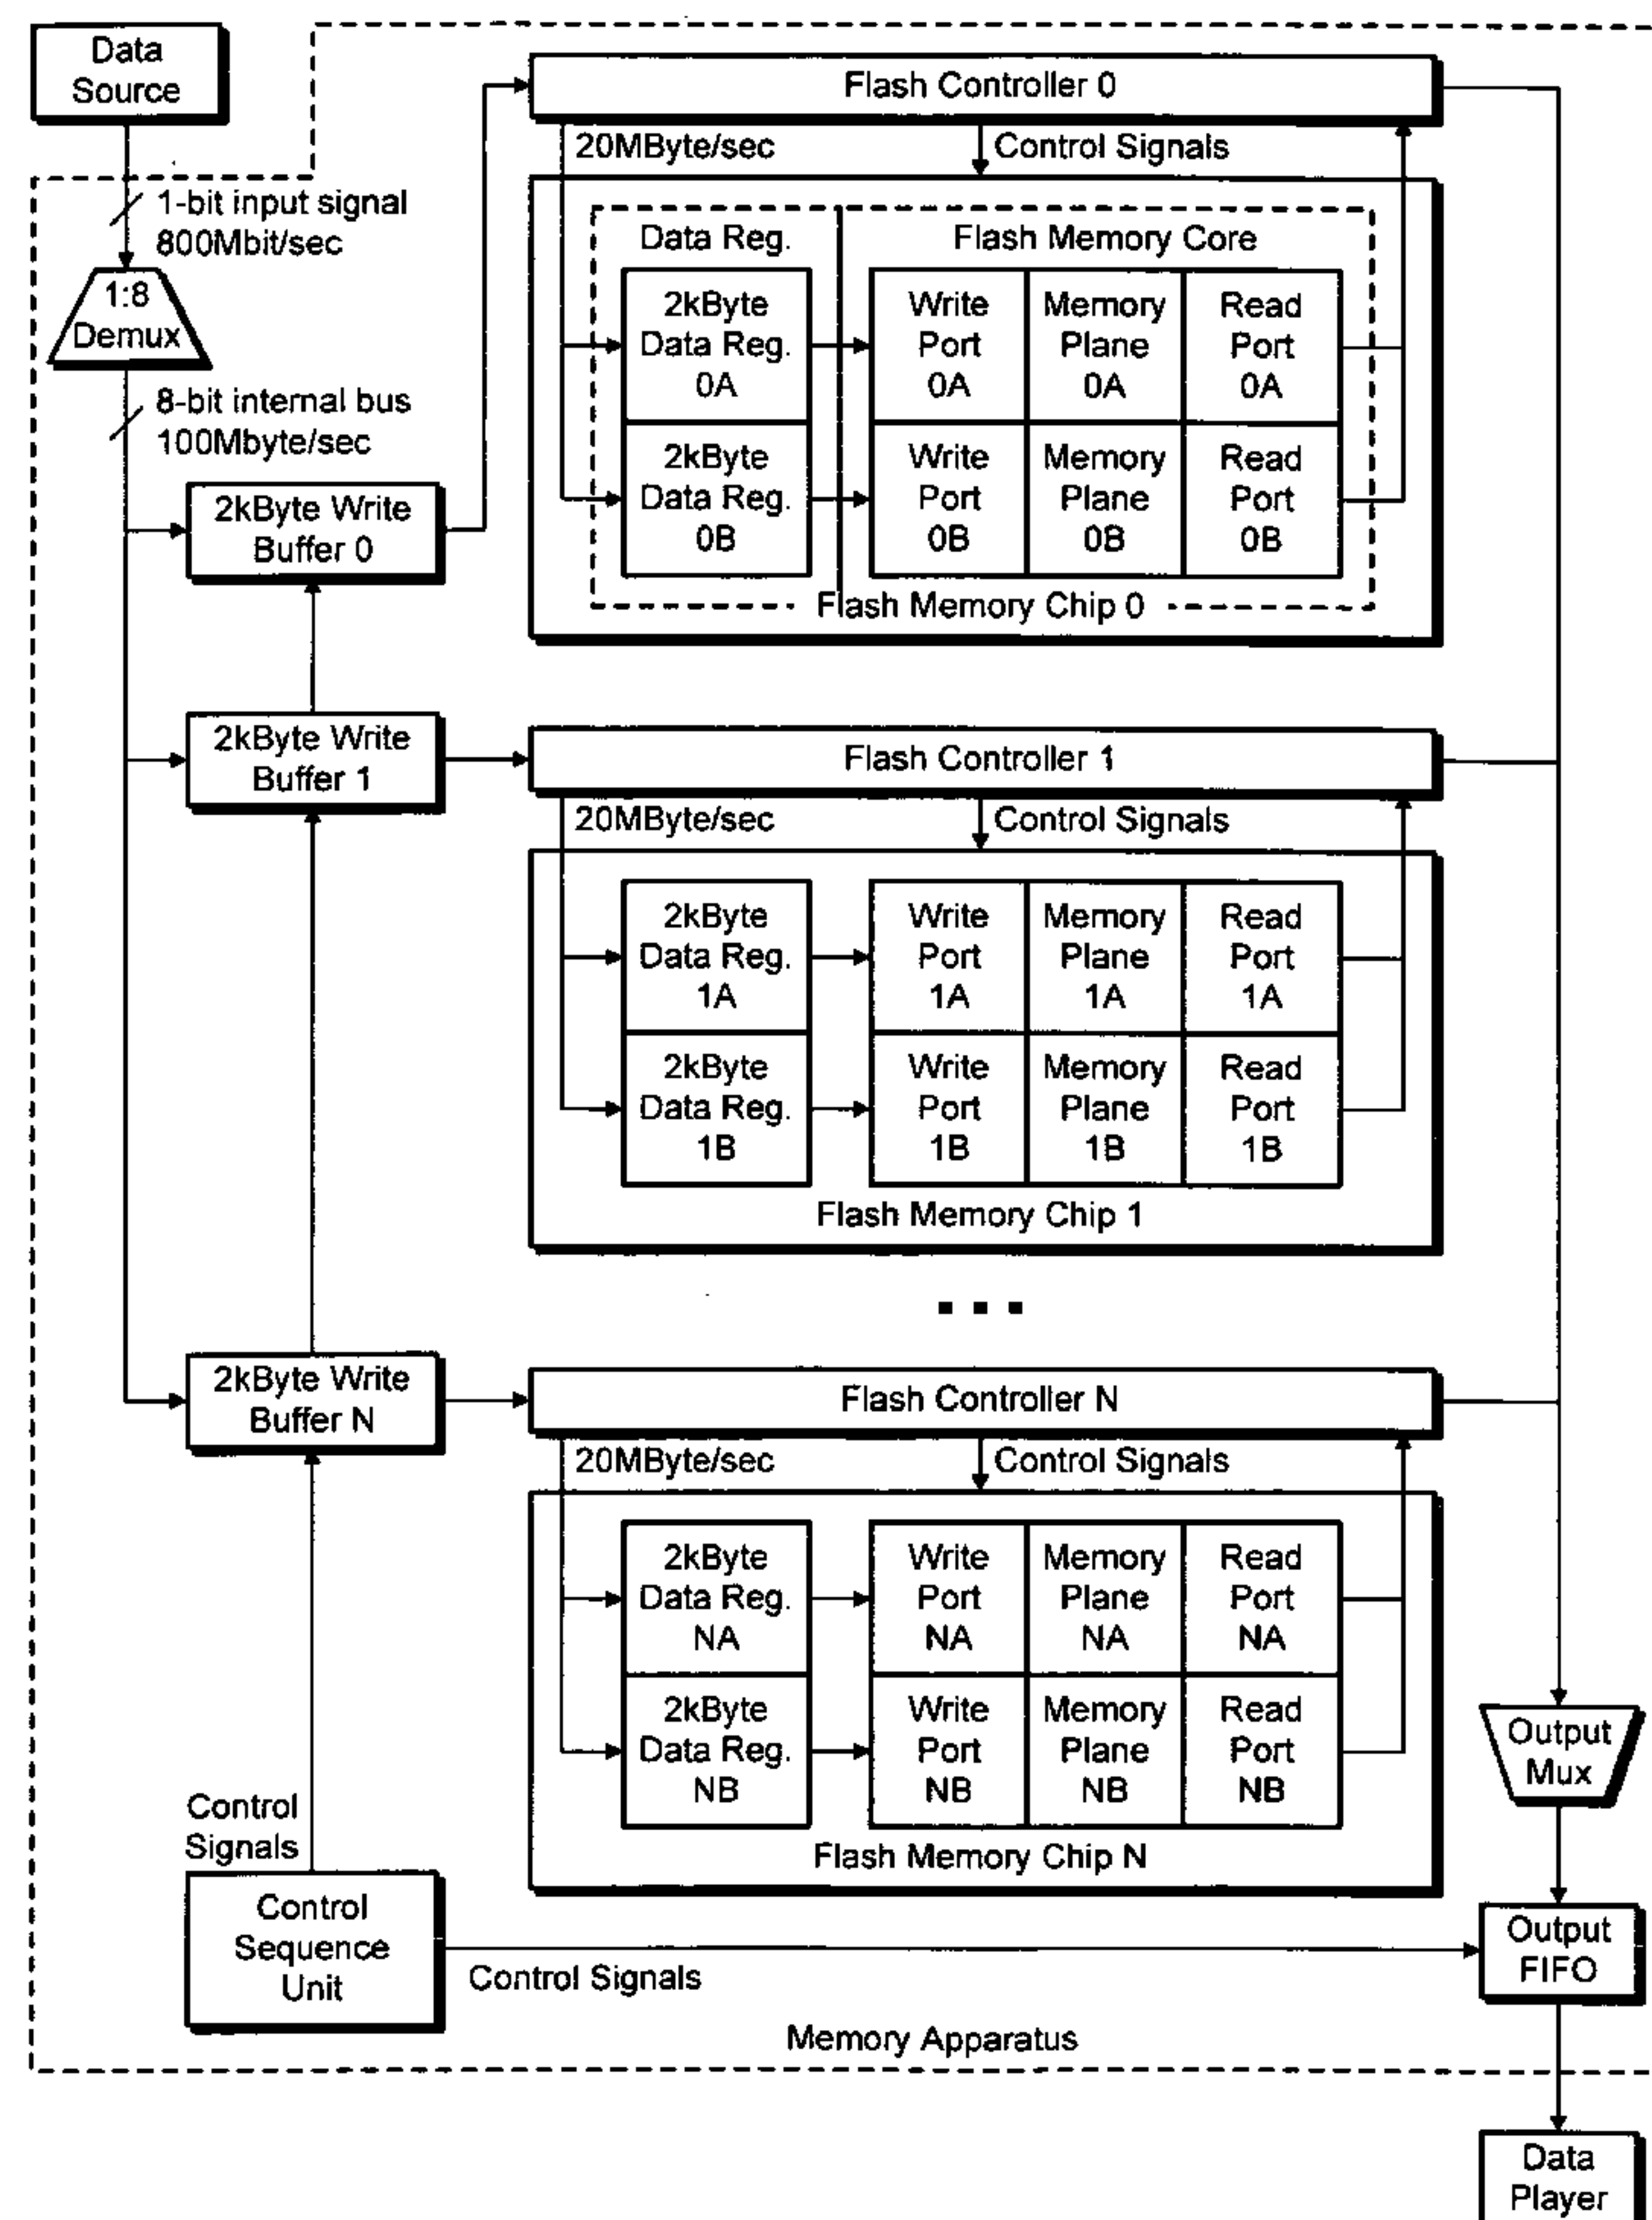 Data
Source
1-bit input signal
800Mbit/sec
1:8
Demux
8-bit internal bus
100Mbyte/sec
2kByte Write
Buffer 0
Flash Controller 0
20MByte/sec
Control Signals
Data Reg.
Flash Memory Core
2kByte
Data Reg.
0A
Write
Port
0A
Memory
Plane
0A
Read
Port
0A
2kByte
Data Reg.
0B
Write
Port
0B
Memory
Plane
0B
Read
Port
0B
Flash Memory Chip 0
2kByte Write
Buffer 1
Flash Controller 1
20MByte/sec
Control Signals
2kByte
Data Reg.
1A
Write
Port
1A
Memory
Plane
1A
Read
Port
1A
2kByte
Data Reg.
1B
Write
Port
1B
Memory
Plane
1B
Read
Port
1B
Flash Memory Chip 1
...
2kByte Write
Buffer N
Flash Controller N
20MByte/sec
Control Signals
2kByte
Data Reg.
NA
Write
Port
NA
Memory
Plane
NA
Read
Port
NA
2kByte
Data Reg.
NB
Write
Port
NB
Memory
Plane
NB
Read
Port
NB
Flash Memory Chip N
Control
Signals
Control
Sequence
Unit
Control Signals
Output
Mux
Output
FIFO
Memory Apparatus
Data
Player